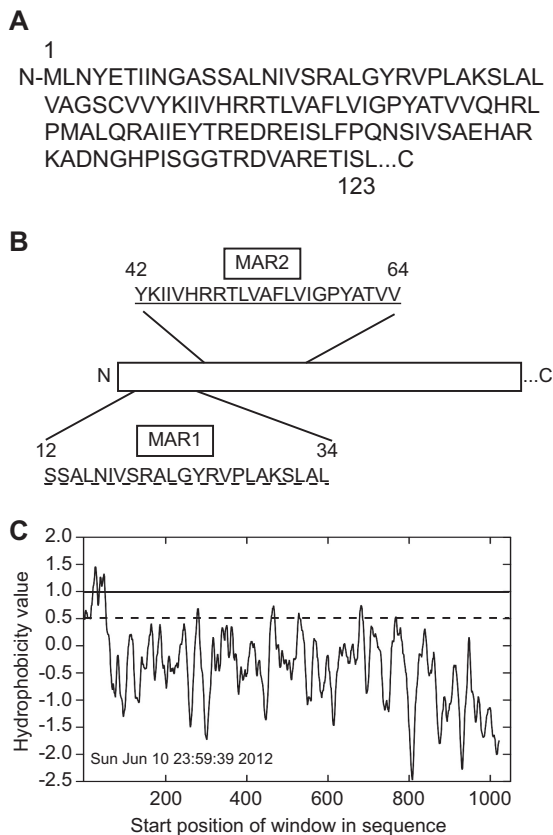 A
1
N-MLNYETIINGASSALNIVSRALGYRVPLAKSLAL
VAGSCVVYKIIVHRRTLVAFLVIGPYATVVQHRL
PMALQRAIIEYTREDREISLFPQNSIVSAEHAR
KADNGHPISGGTRDVARETISL...C
123
B
MAR2
42 64
YKIIVHRRTLVAFLVIGPYATVV
N ...C
MAR1
12 34
SSALNIVSRALGYRVPLAKSLAL
C
2.0
1.5
1.0
0.5
0.0
-0.5
-1.0
-1.5
-2.0
-2.5
Hydrophobicity value
Sun Jun 10 23:59:39 2012
200 400 600 800 1000
Start position of window in sequence